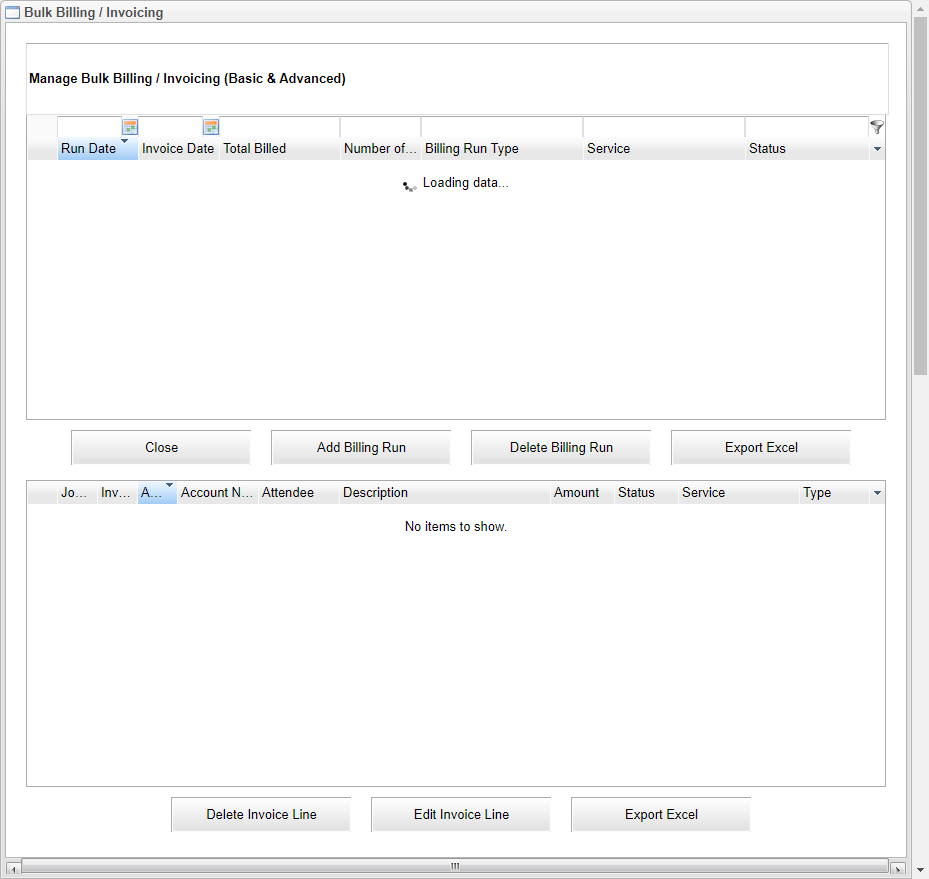 Bulk Billing / Invoicing
Manage Bulk Billing / Invoicing (Basic & Advanced)
Run Date Invoice Date Total Billed Number of... Billing Run Type Service Status
Loading data...
Close Add Billing Run Delete Billing Run Export Excel
Jo... Inv... A... Account N... Attendee Description Amount Status Service Type
No items to show.
Delete Invoice Line Edit Invoice Line Export Excel